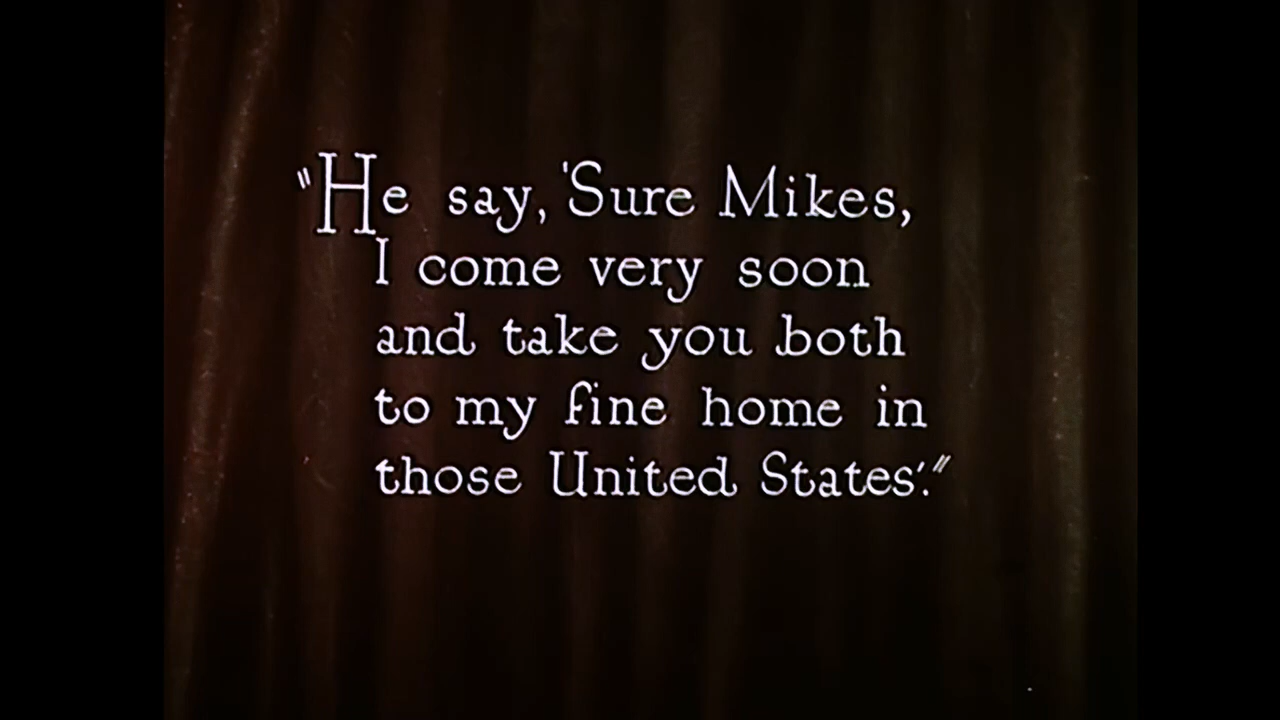 "He say, 'Sure Mikes,
I come very soon
and take you both
to my fine home in
those United States'."